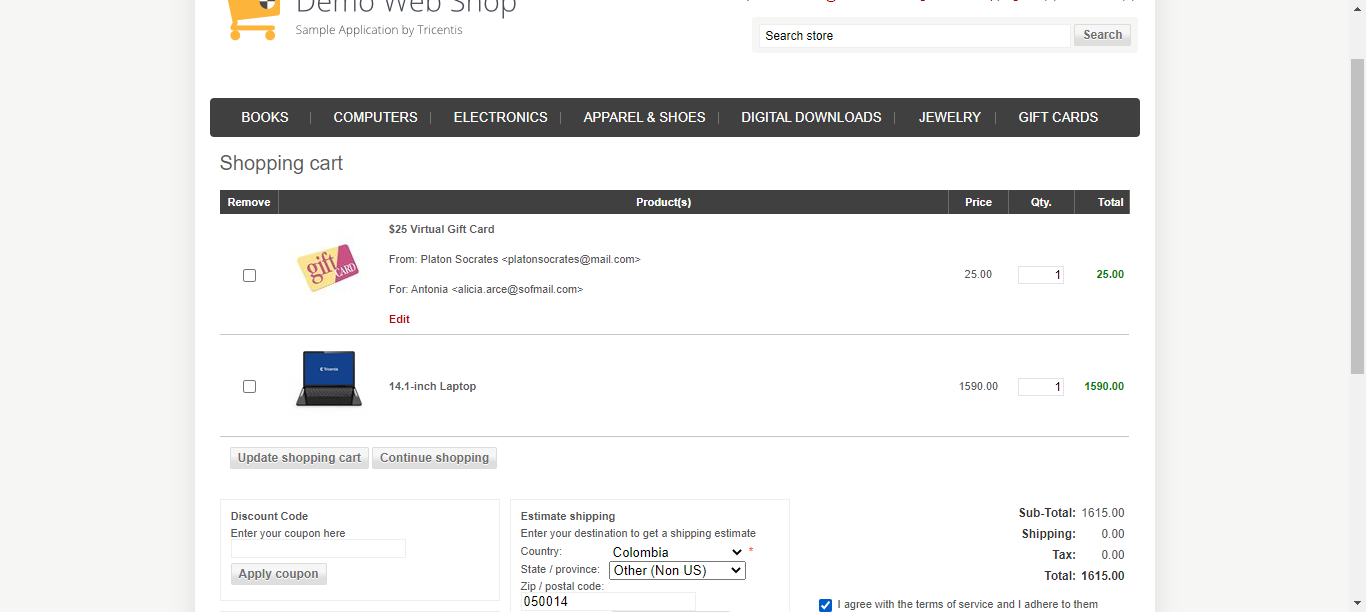 Demo Web Shop
Sample Application by Tricentis
Search store
Search
BOOKS COMPUTERS ELECTRONICS APPAREL & SHOES DIGITAL DOWNLOADS JEWELRY GIFT CARDS
Shopping cart
Remove Product(s) Price Qty. Total
$25 Virtual Gift Card
From: Platon Socrates <platonsocrates@mail.com>
gift CARD
25.00 1 25.00
For: Antonia <alicia.arce@sofmail.com>
Edit
Tricentis
14.1-inch Laptop 1590.00 1 1590.00
Update shopping cart Continue shopping
Discount Code
Enter your coupon here
Apply coupon
Estimate shipping
Enter your destination to get a shipping estimate
Country: Colombia *
State / province: Other (Non US)
Zip / postal code:
050014
Sub-Total: 1615.00
Shipping: 0.00
Tax: 0.00
Total: 1615.00
I agree with the terms of service and I adhere to them